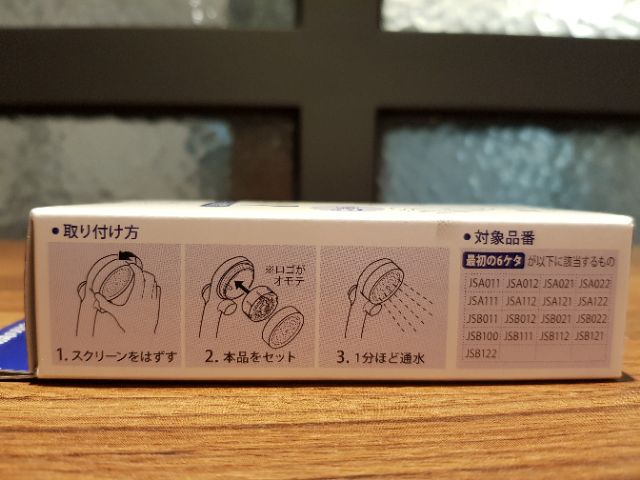 • 取り付け方
※ロゴが
オモテ
1. スクリーンをはずす
2. 本品をセット
3. 1分ほど通水
• 対象品番
最初の6ケタ が以下に該当するもの
JSA011 JSA012 JSA021 JSA022
JSA111 JSA112 JSA121 JSA122
JSB011 JSB012 JSB021 JSB022
JSB100 JSB111 JSB112 JSB121
JSB122